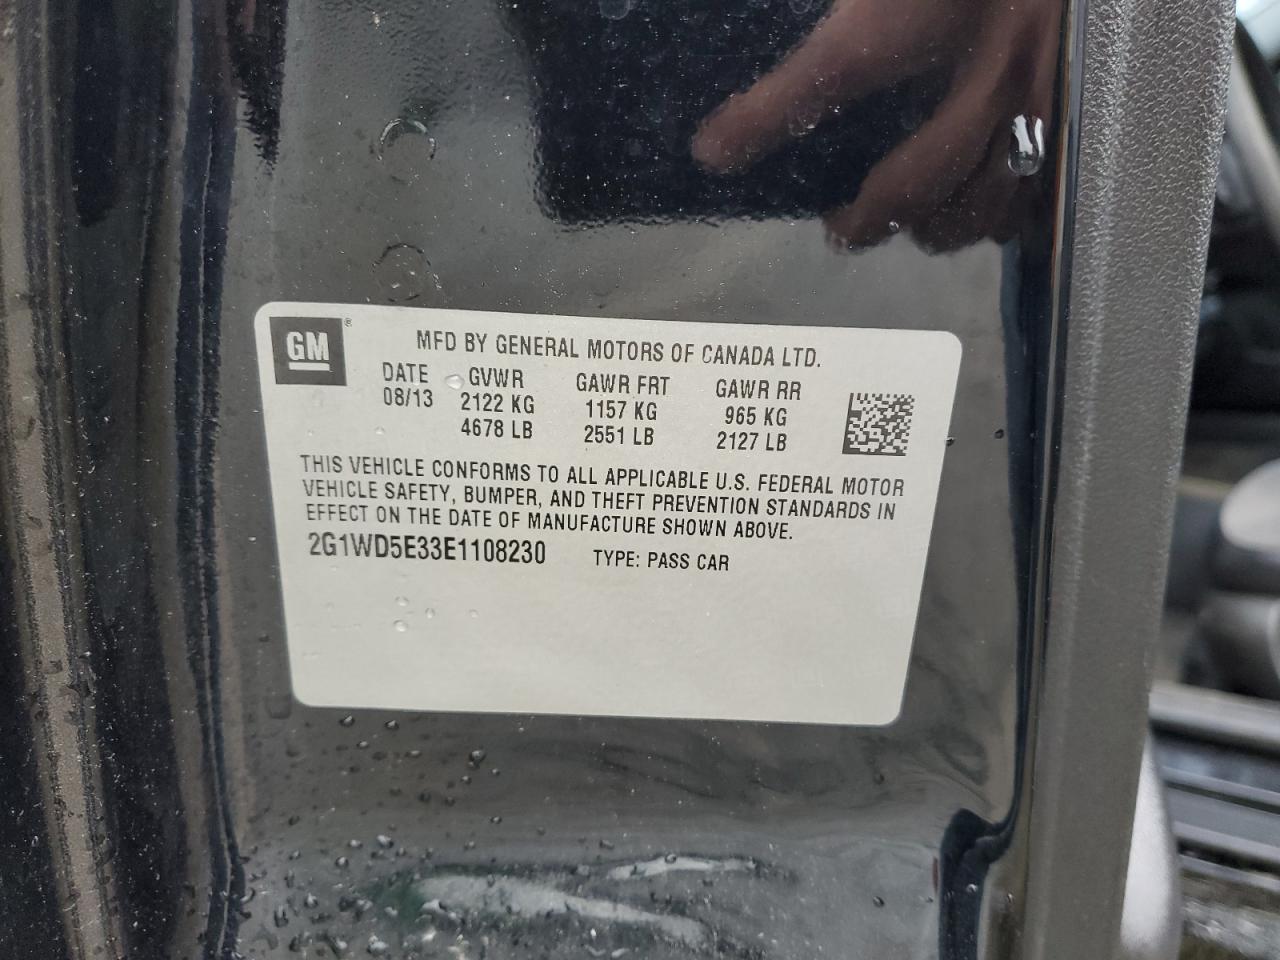 GM ®
MFD BY GENERAL MOTORS OF CANADA LTD.
DATE GVWR GAWR FRT GAWR RR
08/13 2122 KG 1157 KG 965 KG
4678 LB 2551 LB 2127 LB
THIS VEHICLE CONFORMS TO ALL APPLICABLE U.S. FEDERAL MOTOR
VEHICLE SAFETY, BUMPER, AND THEFT PREVENTION STANDARDS IN
EFFECT ON THE DATE OF MANUFACTURE SHOWN ABOVE.
2G1WD5E33E1108230 TYPE: PASS CAR